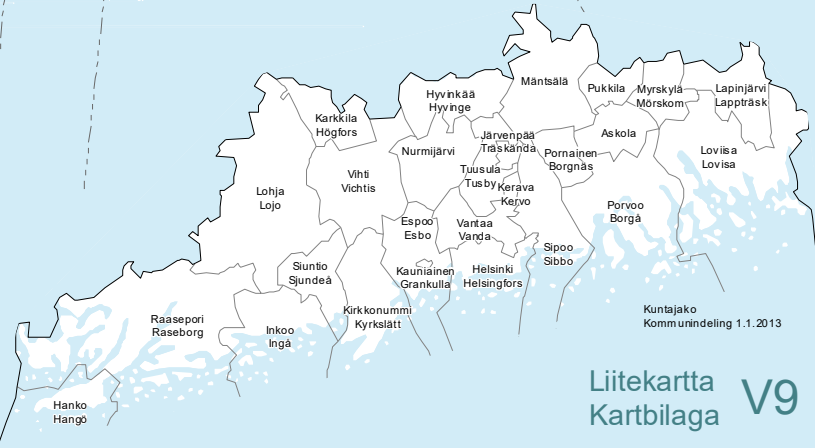 Mäntsälä
Pukkila
Myrskylä
Mörskom
Lapinjärvi
Lappträsk
Hyvinkää
Hyvinge
Karkkila
Högfors
Järvenpää
Träskända
Askola
Nurmijärvi
Pornainen
Borgnäs
Loviisa
Lovisa
Vihti
Vichtis
Tuusula
Tusby
Kerava
Kervo
Lohja
Lojo
Porvoo
Borgå
Espoo
Esbo
Vantaa
Vanda
Sipoo
Sibbo
Siuntio
Sjundeå
Kauniainen
Grankulla
Helsinki
Helsingfors
Kirkkonummi
Kyrkslätt
Raasepori
Raseborg
Inkoo
Ingå
Hanko
Hangö
Kuntajako
Kommunindeling 1.1.2013
Liitekartta
Kartbilaga
V9